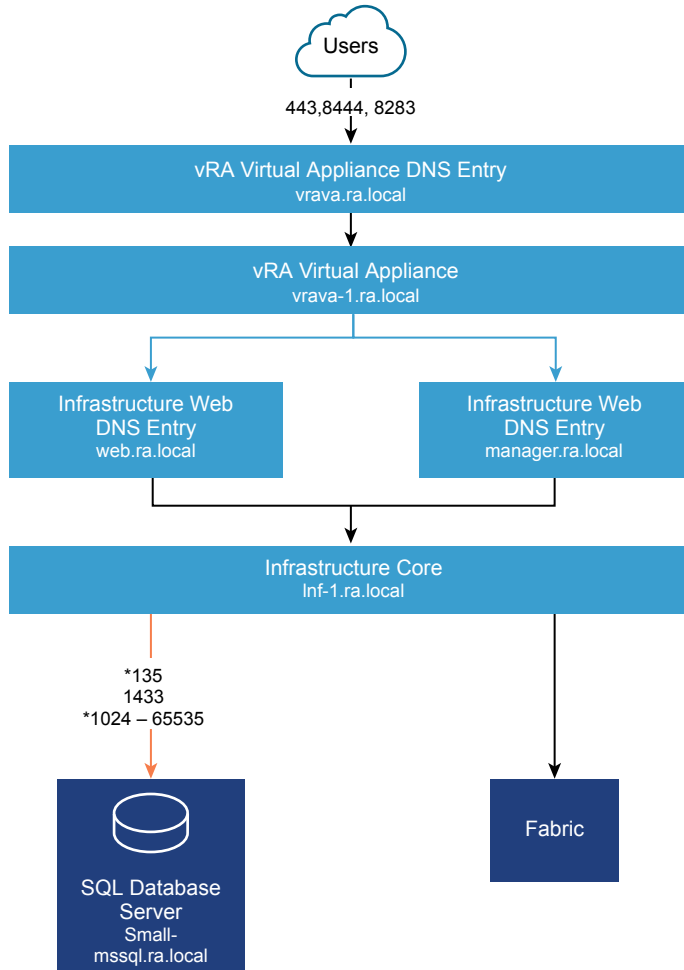 Users
443,8444, 8283
vRA Virtual Appliance DNS Entry
vrava.ra.local
vRA Virtual Appliance
vrava-1.ra.local
Infrastructure Web
DNS Entry
web.ra.local
Infrastructure Web
DNS Entry
manager.ra.local
Infrastructure Core
Inf-1.ra.local
*135
1433
*1024 – 65535
SQL Database
Server
Small-
mssql.ra.local
Fabric